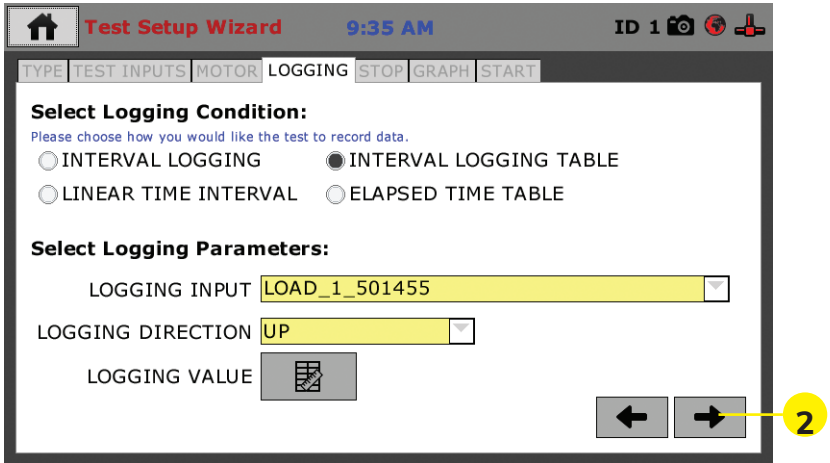 Test Setup Wizard 9:35 AM ID 1
TYPE TEST INPUTS MOTOR LOGGING STOP GRAPH START
Select Logging Condition:
Please choose how you would like the test to record data.
INTERVAL LOGGING INTERVAL LOGGING TABLE
LINEAR TIME INTERVAL ELAPSED TIME TABLE
Select Logging Parameters:
LOGGING INPUT LOAD_1_501455
LOGGING DIRECTION UP
LOGGING VALUE
2